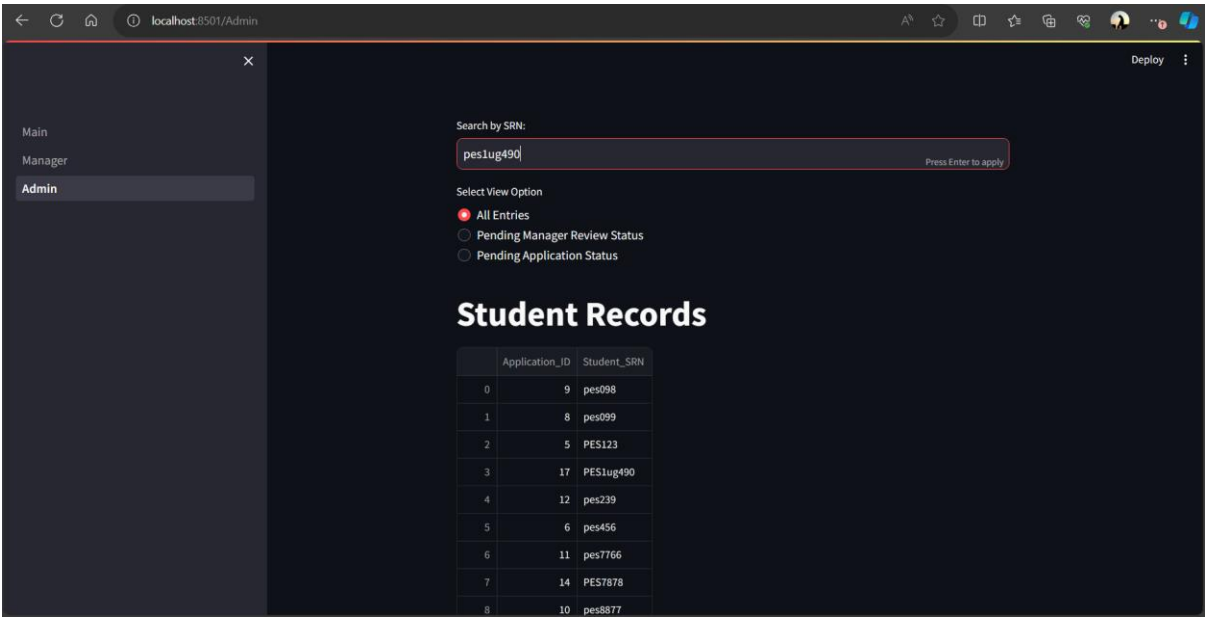 localhost:8501/Admin
Deploy
Main
Manager
Admin
Search by SRN:
pes1ug490
Press Enter to apply
Select View Option
All Entries
Pending Manager Review Status
Pending Application Status
Student Records
Application_ID Student_SRN
0 9 pes098
1 8 pes099
2 5 PES123
3 17 PES1ug490
4 12 pes239
5 6 pes456
6 11 pes7766
7 14 PES7878
8 10 pes8877